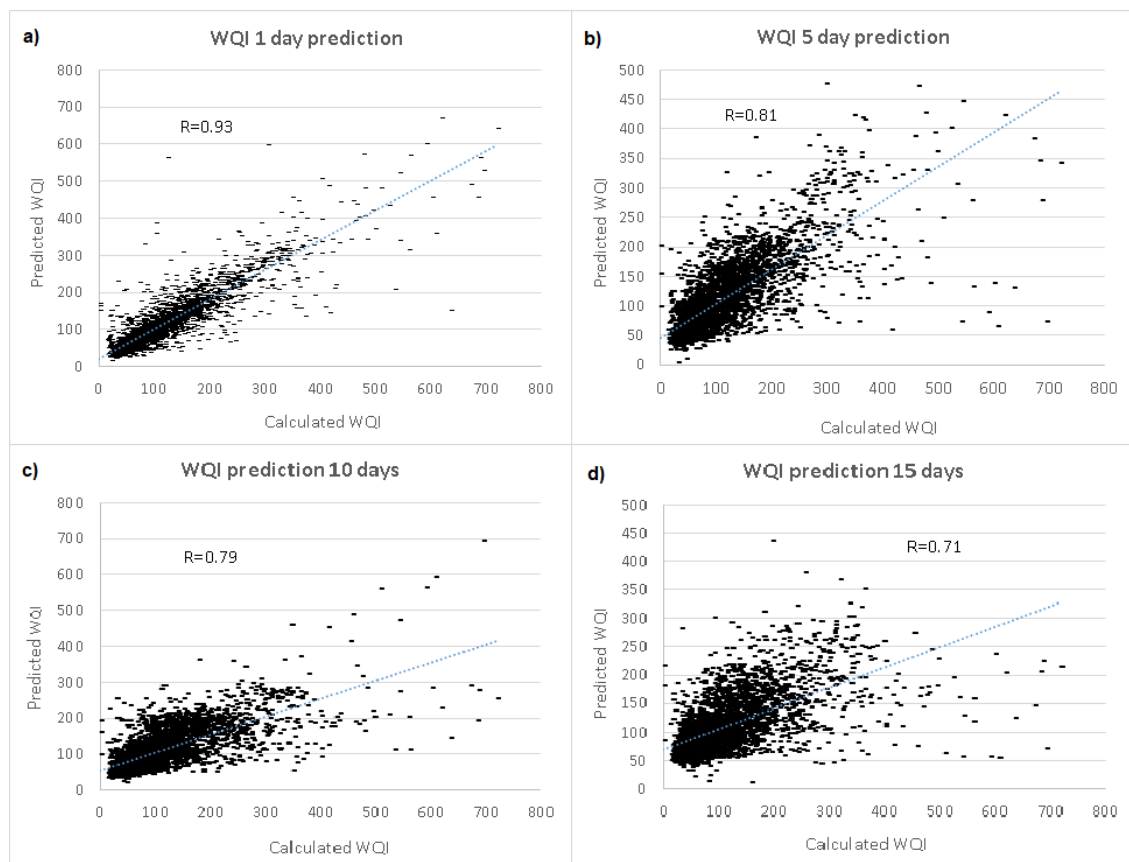 a)
WQI 1 day prediction
800
700
600
500
400
300
200
100
0
R=0.93
Predicted WQI
0 100 200 300 400 500 600 700 800
Calculated WQI
b)
WQI 5 day prediction
500
450
400
350
300
250
200
150
100
50
0
R=0.81
Predicted WQI
0 100 200 300 400 500 600 700 800
Calculated WQI
c)
WQI prediction 10 days
800
700
600
500
400
300
200
100
0
R=0.79
Predicted WQI
0 100 200 300 400 500 600 700 800
Calculated WQI
d)
WQI prediction 15 days
500
450
400
350
300
250
200
150
100
50
0
R=0.71
Predicted WQI
0 100 200 300 400 500 600 700 800
Calculated WQI